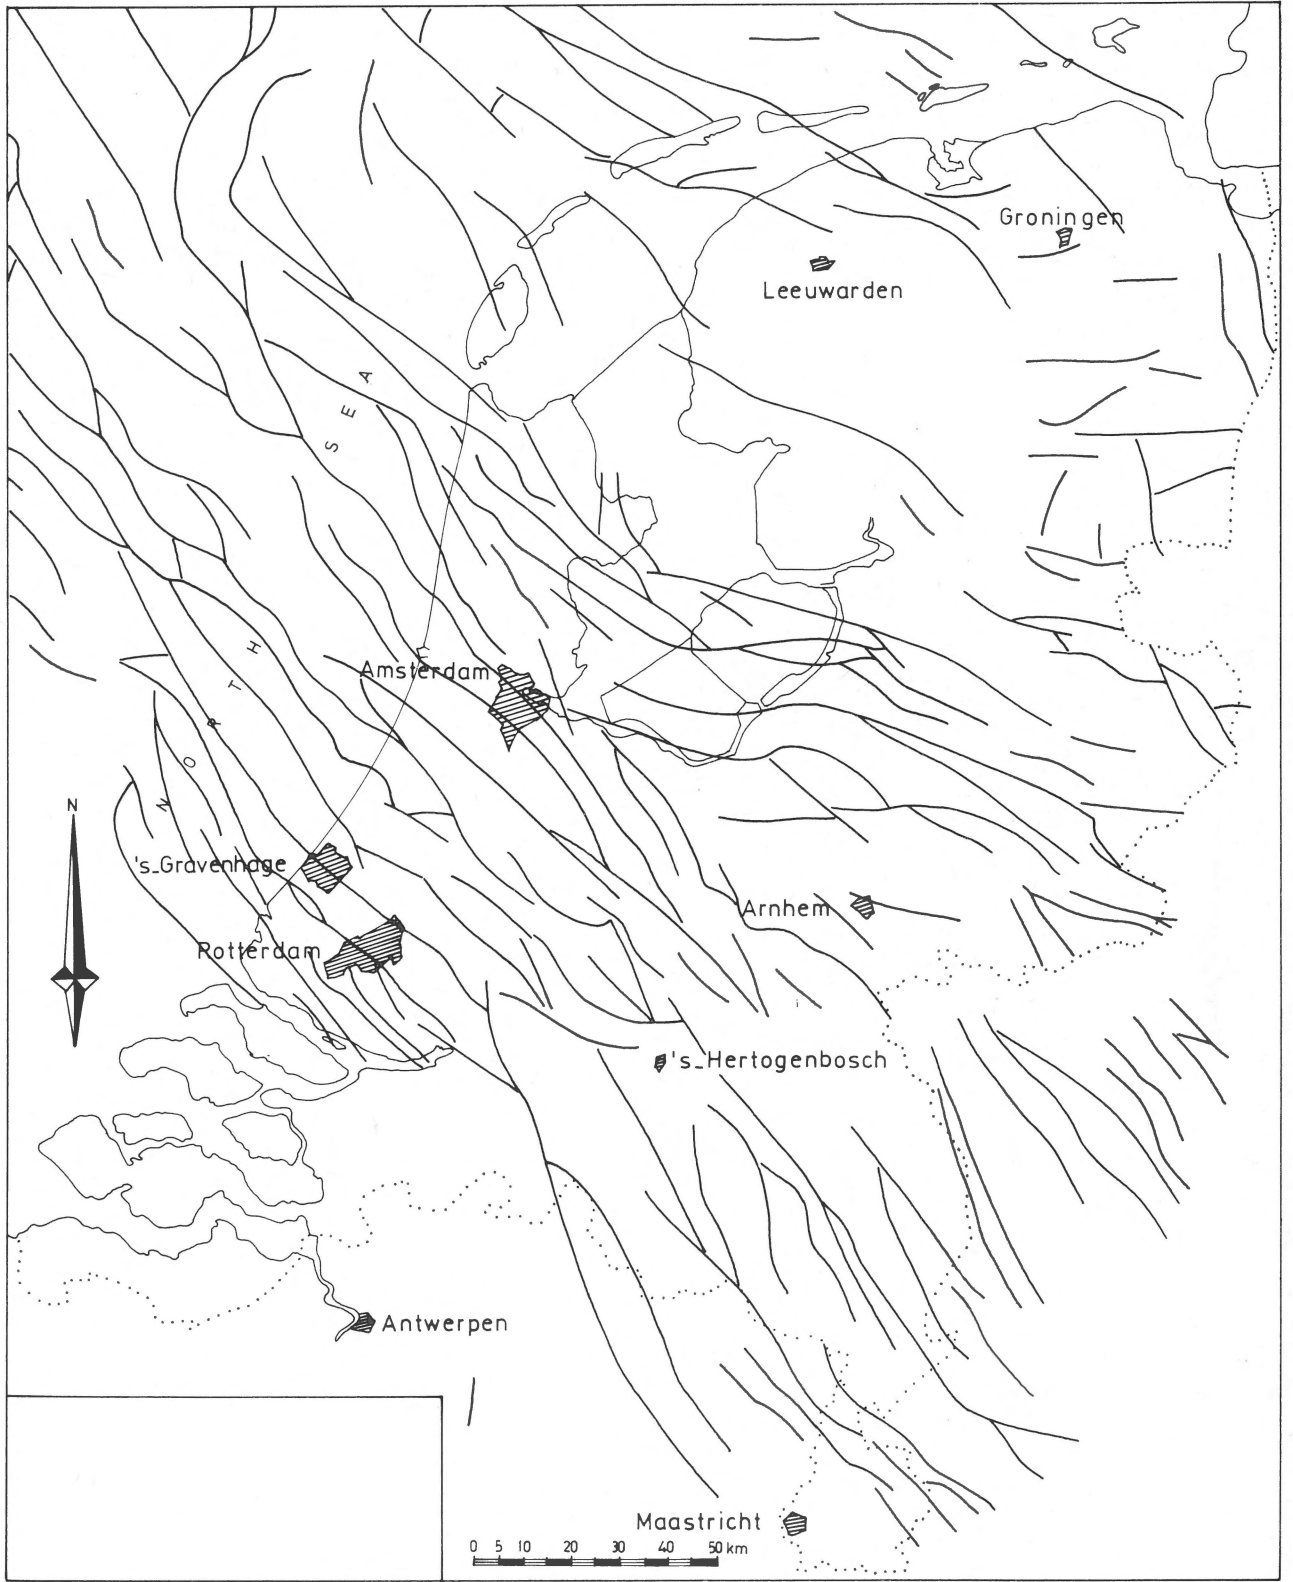 Groningen
Leeuwarden
NORTH SEA
Amsterdam
N
's_Gravenhage
Arnhem
Rotterdam
's_Hertogenbosch
Antwerpen
Maastricht
0 5 10 20 30 40 50 km